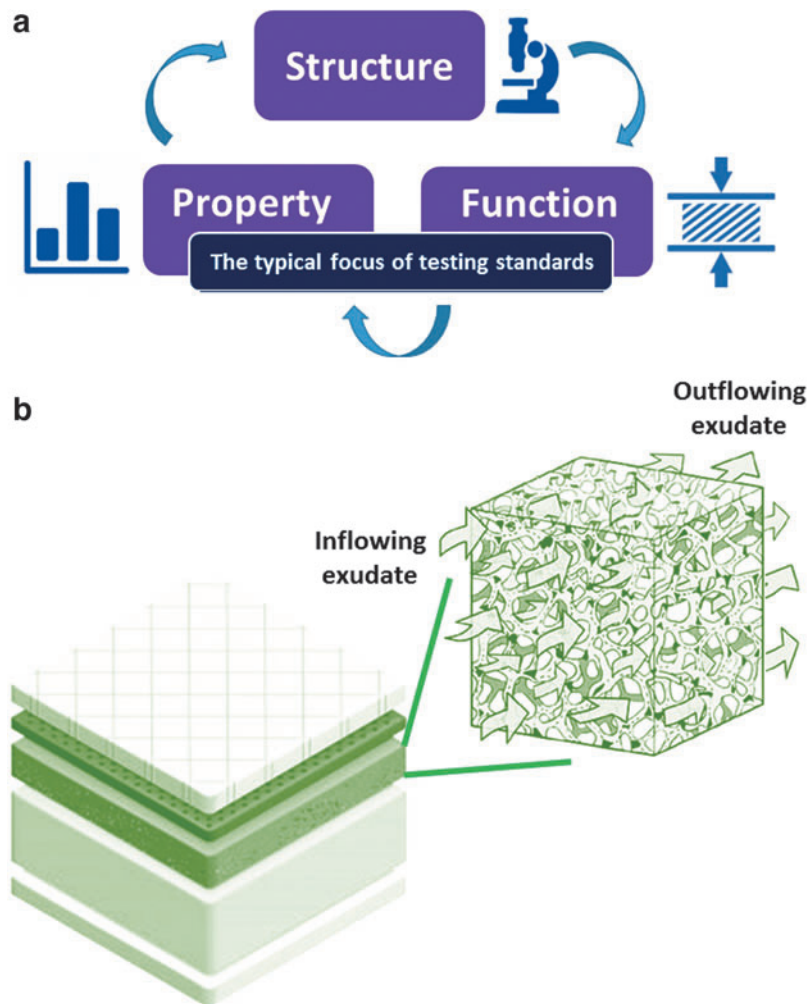 a
Structure
Property
Function
The typical focus of testing standards
b
Outflowing
exudate
Inflowing
exudate